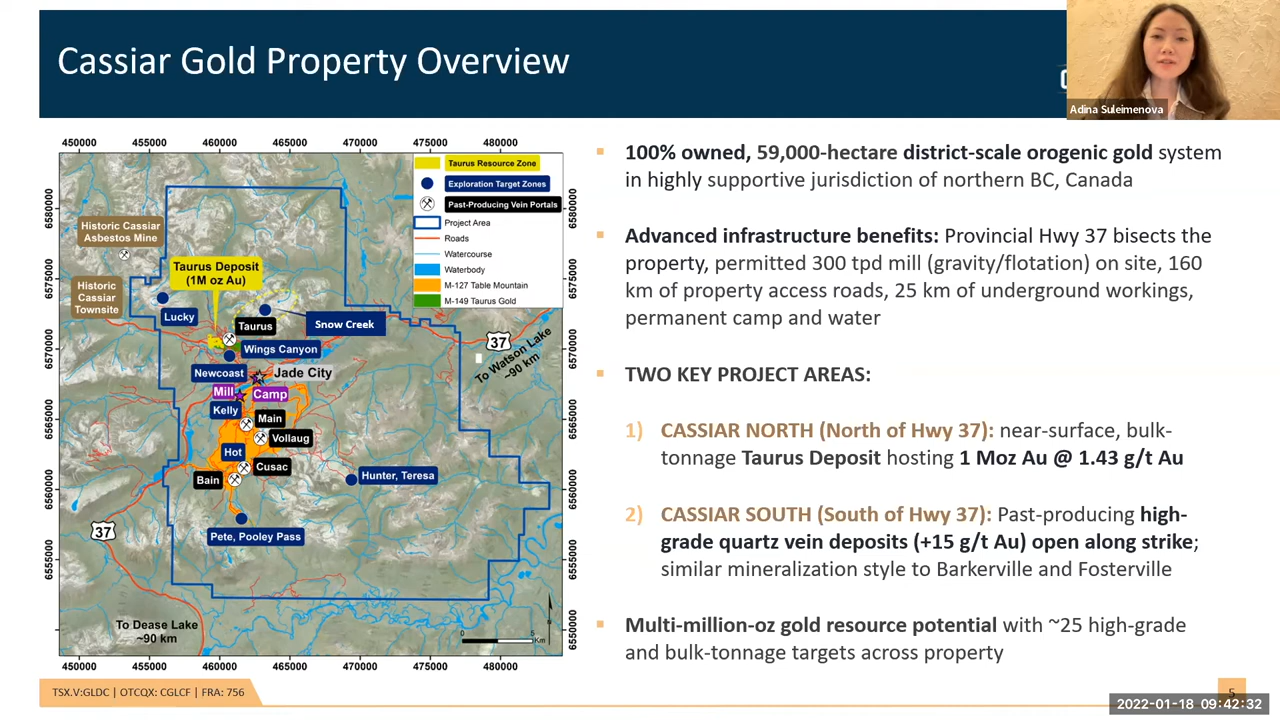 Cassiar Gold Property Overview
Adina Suleimenova
450000 455000 460000 465000 470000 475000 480000
6580000
6575000
6570000
6565000
6560000
6555000
6550000
6580000
6575000
6570000
6565000
6560000
6555000
6550000
Taurus Resource Zone
Exploration Target Zones
Past-Producing Vein Portals
Project Area
Roads
Watercourse
Waterbody
M-127 Table Mountain
M-149 Taurus Gold
Historic Cassiar
Asbestos Mine
Taurus Deposit
(1M oz Au)
Historic
Cassiar
Townsite
Lucky
Taurus
Snow Creek
Wings Canyon
37
To Watson Lake
~90 km
Newcoast
Jade City
Mill
Camp
Kelly
Main
Vollaug
Hot
Cusac
Bain
Hunter, Teresa
Pete, Pooley Pass
37
To Dease Lake
~90 km
N
0 5
Km
450000 455000 460000 465000 470000 475000 480000
100% owned, 59,000-hectare district-scale orogenic gold system
in highly supportive jurisdiction of northern BC, Canada
Advanced infrastructure benefits: Provincial Hwy 37 bisects the
property, permitted 300 tpd mill (gravity/flotation) on site, 160
km of property access roads, 25 km of underground workings,
permanent camp and water
TWO KEY PROJECT AREAS:
1) CASSIAR NORTH (North of Hwy 37): near-surface, bulk-
tonnage Taurus Deposit hosting 1 Moz Au @ 1.43 g/t Au
2) CASSIAR SOUTH (South of Hwy 37): Past-producing high-
grade quartz vein deposits (+15 g/t Au) open along strike;
similar mineralization style to Barkerville and Fosterville
Multi-million-oz gold resource potential with ~25 high-grade
and bulk-tonnage targets across property
TSX.V:GLDC | OTCQX: CGLCF | FRA: 756
5
2022-01-18 09:42:32